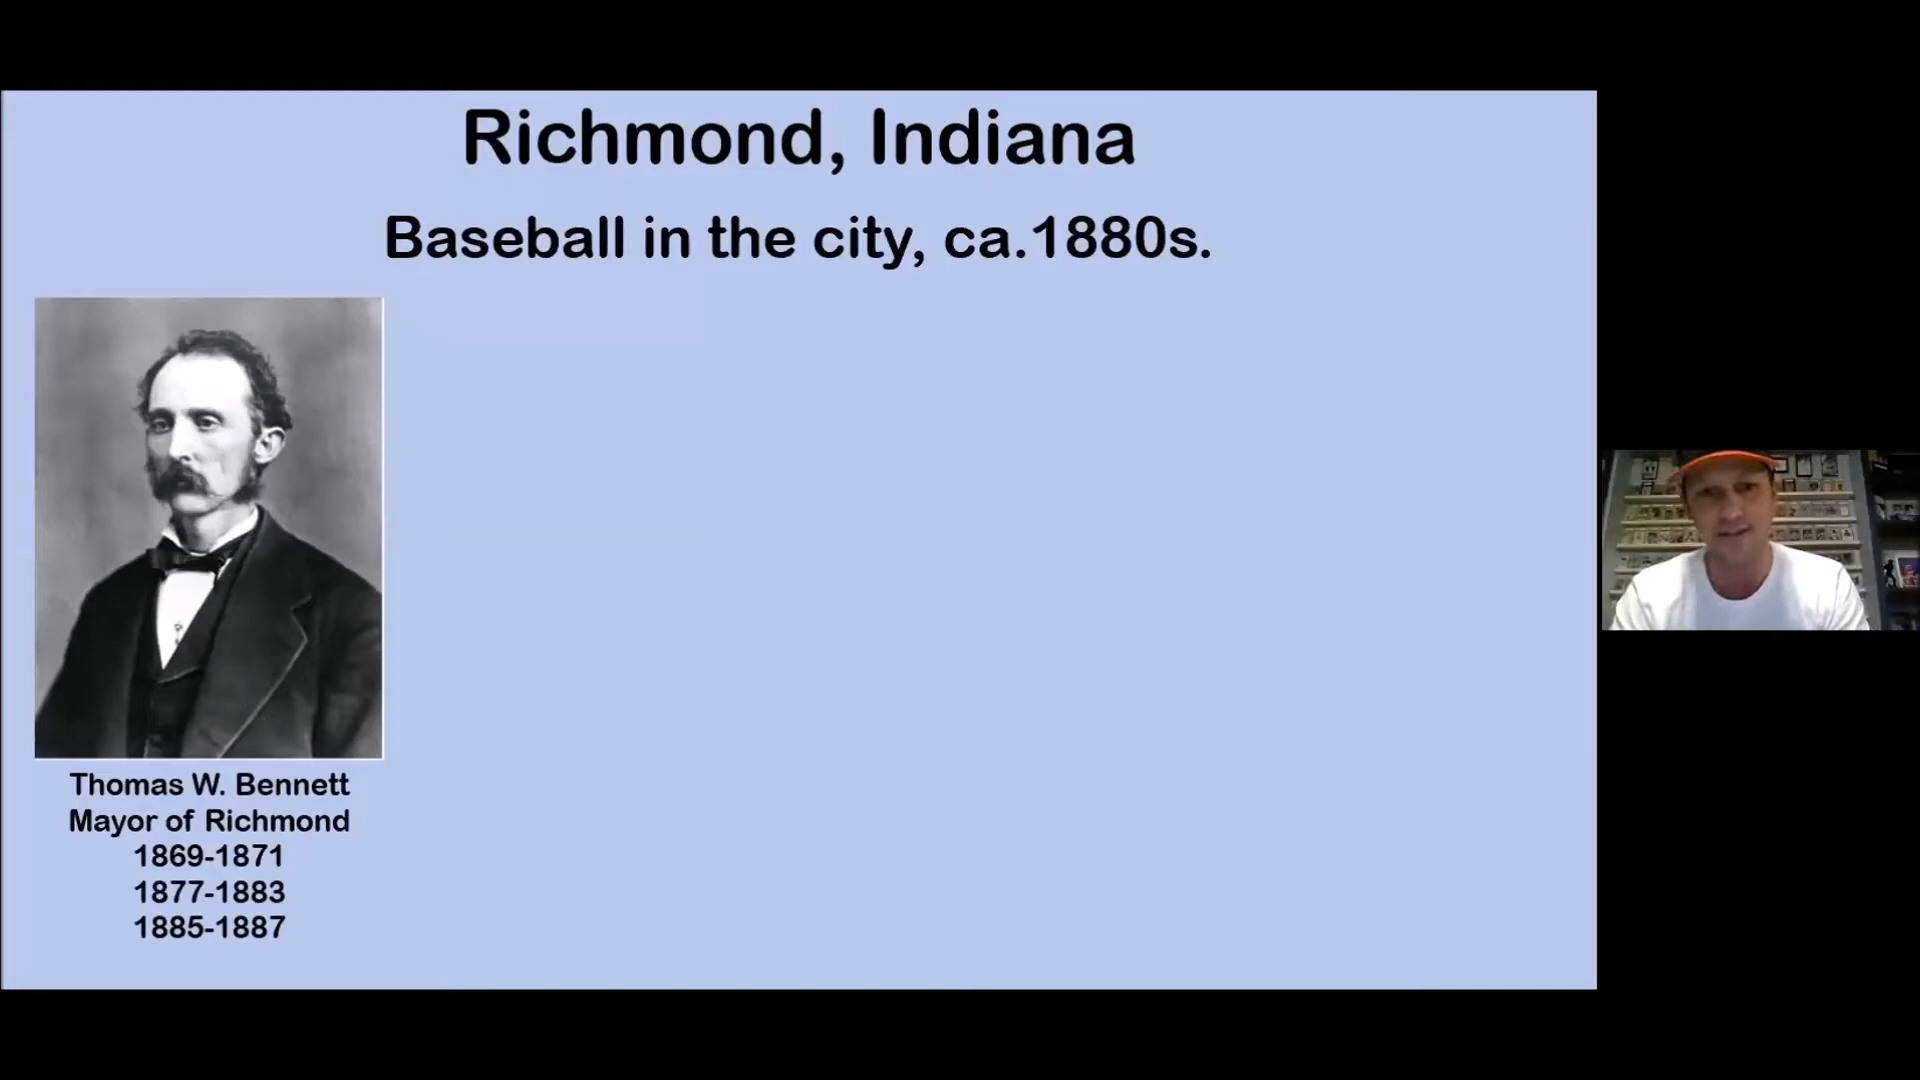 Richmond, Indiana
Baseball in the city, ca.1880s.
Thomas W. Bennett
Mayor of Richmond
1869-1871
1877-1883
1885-1887